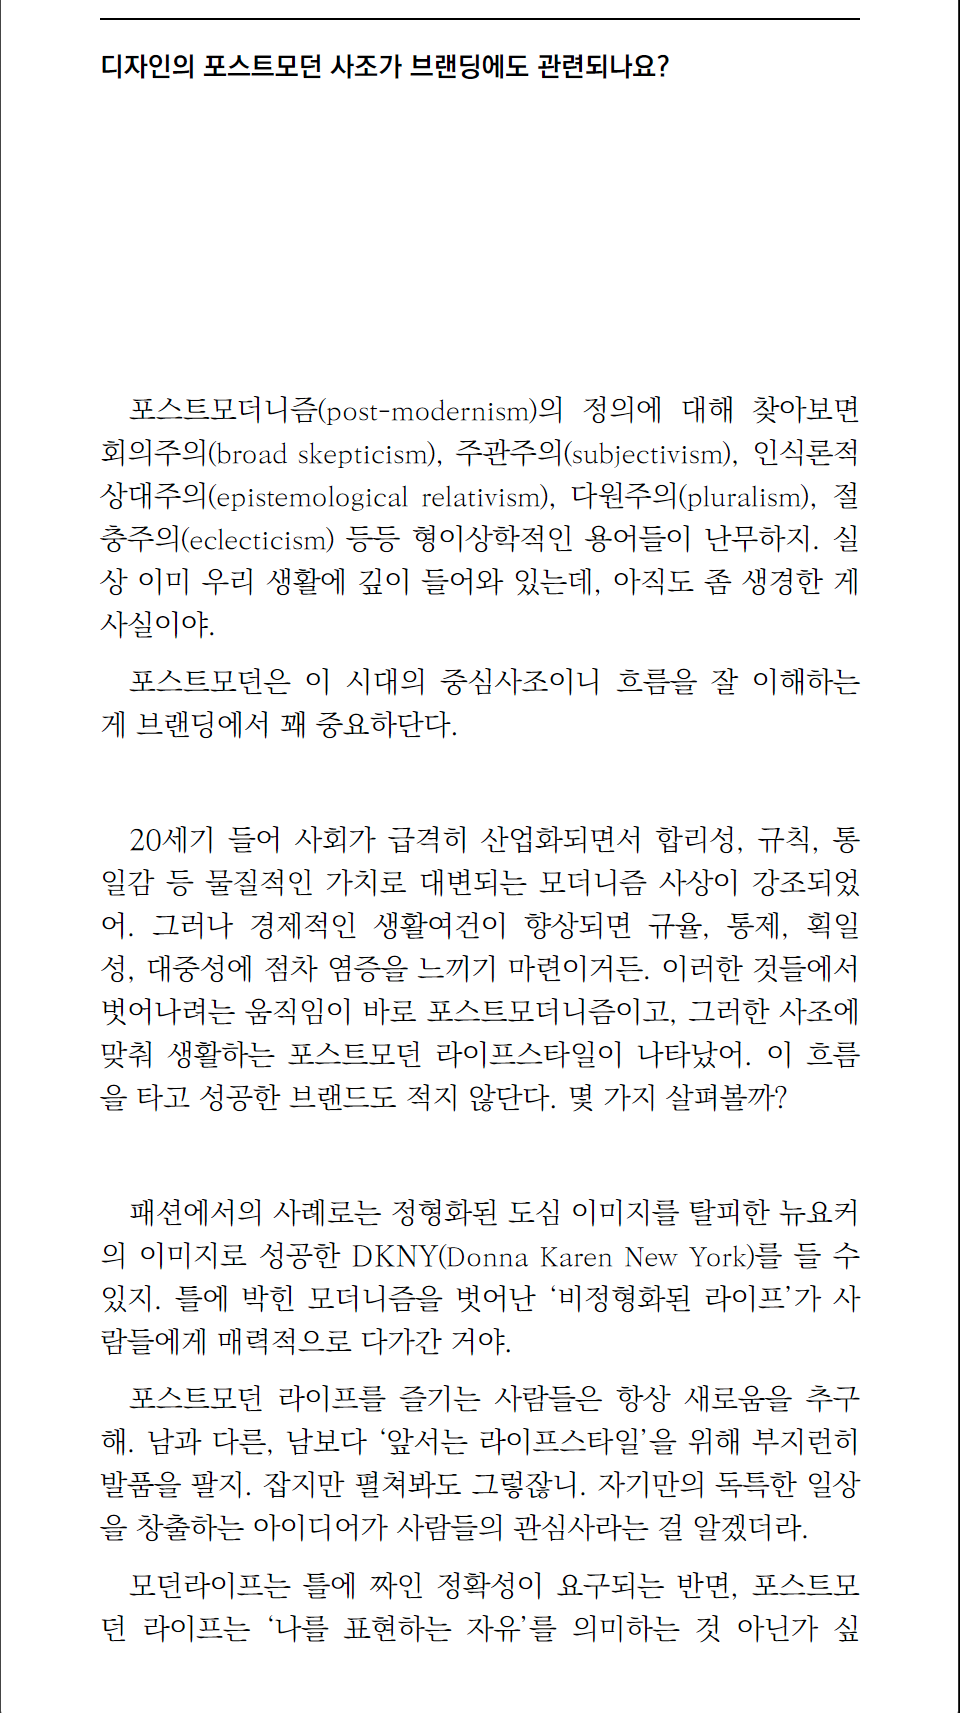 디자인의 포스트모던 사조가 브랜딩에도 관련되나요?
포스트모더니즘(post-modernism)의 정의에 대해 찾아보면
회의주의(broad skepticism), 주관주의(subjectivism), 인식론적
상대주의(epistemological relativism), 다원주의(pluralism), 절
충주의(eclecticism) 등등 형이상학적인 용어들이 난무하지. 실
상 이미 우리 생활에 깊이 들어와 있는데, 아직도 좀 생경한 게
사실이야.
포스트모던은 이 시대의 중심사조이니 흐름을 잘 이해하는
게 브랜딩에서 꽤 중요하단다.
20세기 들어 사회가 급격히 산업화되면서 합리성, 규칙, 통
일감 등 물질적인 가치로 대변되는 모더니즘 사상이 강조되었
어. 그러나 경제적인 생활여건이 향상되면 규율, 통제, 획일
성, 대중성에 점차 염증을 느끼기 마련이거든. 이러한 것들에서
벗어나려는 움직임이 바로 포스트모더니즘이고, 그러한 사조에
맞춰 생활하는 포스트모던 라이프스타일이 나타났어. 이 흐름
을 타고 성공한 브랜드도 적지 않단다. 몇 가지 살펴볼까?
패션에서의 사례로는 정형화된 도심 이미지를 탈피한 뉴요커
의 이미지로 성공한 DKNY(Donna Karen New York)를 들 수
있지. 틀에 박힌 모더니즘을 벗어난 ‘비정형화된 라이프’가 사
람들에게 매력적으로 다가간 거야.
포스트모던 라이프를 즐기는 사람들은 항상 새로움을 추구
해. 남과 다른, 남보다 ‘앞서는 라이프스타일’을 위해 부지런히
발품을 팔지. 잡지만 펼쳐봐도 그렇잖니. 자기만의 독특한 일상
을 창출하는 아이디어가 사람들의 관심사라는 걸 알겠더라.
모던라이프는 틀에 짜인 정확성이 요구되는 반면, 포스트모
던 라이프는 ‘나를 표현하는 자유’를 의미하는 것 아닌가 싶